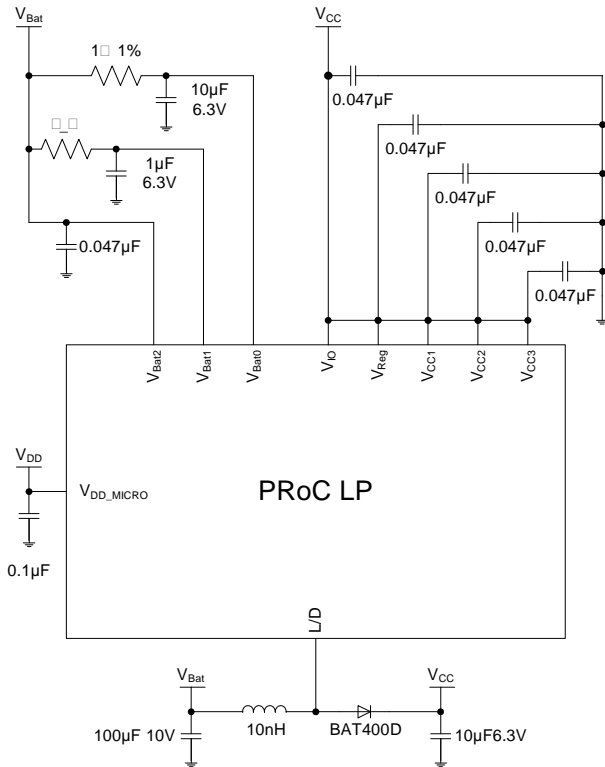 VBat
VCC
1 1%
10µF
6.3V
0.047µF
1µF
6.3V
0.047µF
0.047µF
0.047µF
0.047µF
0.047µF
VBat2
VBat1
VBat0
VIO
VReg
VCC1
VCC2
VCC3
VDD
VDD_MICRO
PRoC LP
0.1µF
L/D
VBat
VCC
100µF 10V
10nH
BAT400D
10µF6.3V